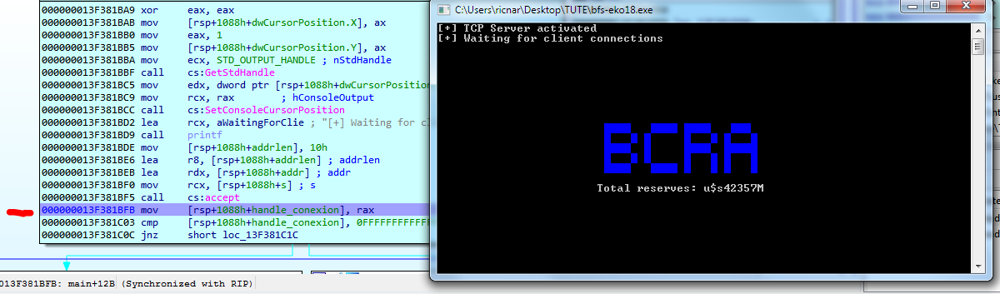 000000013F381BA9 xor     eax, eax
000000013F381BAB mov     [rsp+1088h+dwCursorPosition.X], ax
000000013F381BB0 mov     eax, 1
000000013F381BB5 mov     [rsp+1088h+dwCursorPosition.Y], ax
000000013F381BBA mov     ecx, STD_OUTPUT_HANDLE ; nStdHandle
000000013F381BBF call    cs:GetStdHandle
000000013F381BC5 mov     edx, dword ptr [rsp+1088h+dwCursorPosition
000000013F381BC9 mov     rcx, rax        ; hConsoleOutput
000000013F381BCC call    cs:SetConsoleCursorPosition
000000013F381BD2 lea     rcx, aWaitingForClie ; "[+] Waiting for cl
000000013F381BD9 call    printf
000000013F381BDE mov     [rsp+1088h+addrlen], 10h
000000013F381BE6 lea     r8, [rsp+1088h+addrlen] ; addrlen
000000013F381BEB lea     rdx, [rsp+1088h+addr] ; addr
000000013F381BF0 mov     rcx, [rsp+1088h+s] ; s
000000013F381BF5 call    cs:accept
000000013F381BFB mov     [rsp+1088h+handle_conexion], rax
000000013F381C03 cmp     [rsp+1088h+handle_conexion], 0FFFFFFFFFFFF
000000013F381C0C jnz     short loc_13F381C1C
013F381BFB: main+12B (Synchronized with RIP)
C:\Users\ricnar\Desktop\TUTE\bfs-eko18.exe
[+] TCP Server activated
[+] Waiting for client connections
BCRA
Total reserves: u$s42357M